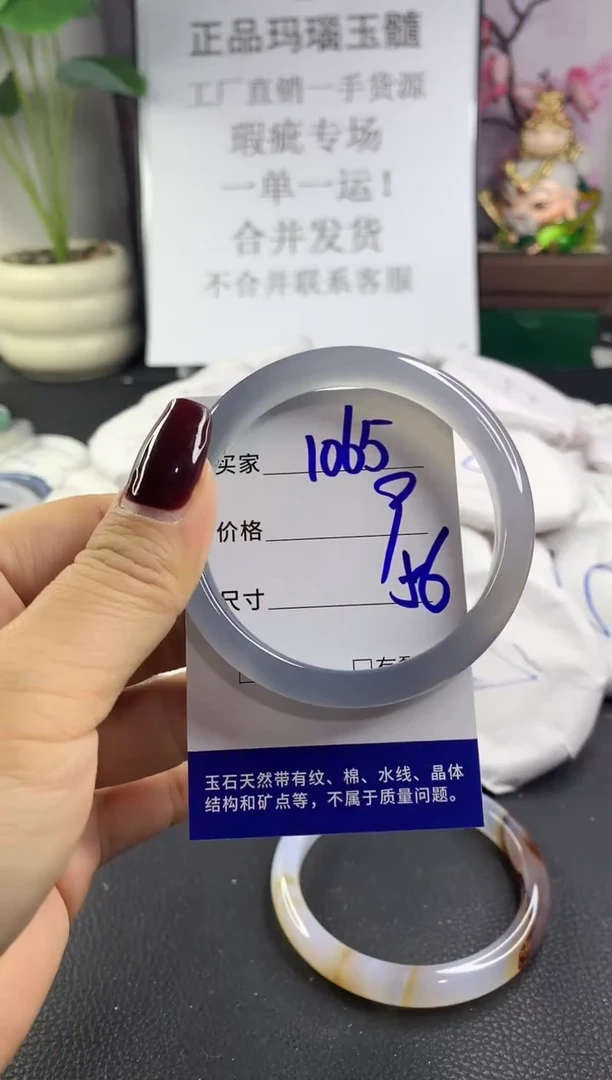 正品玛瑙玉髓
工厂直销一手货源
瑕疵专场
一单一运!
合并发货
不合并联系客服
买家 1065
价格 9
尺寸 56
玉石天然带有纹、棉、水线、晶体
结构和矿点等，不属于质量问题。